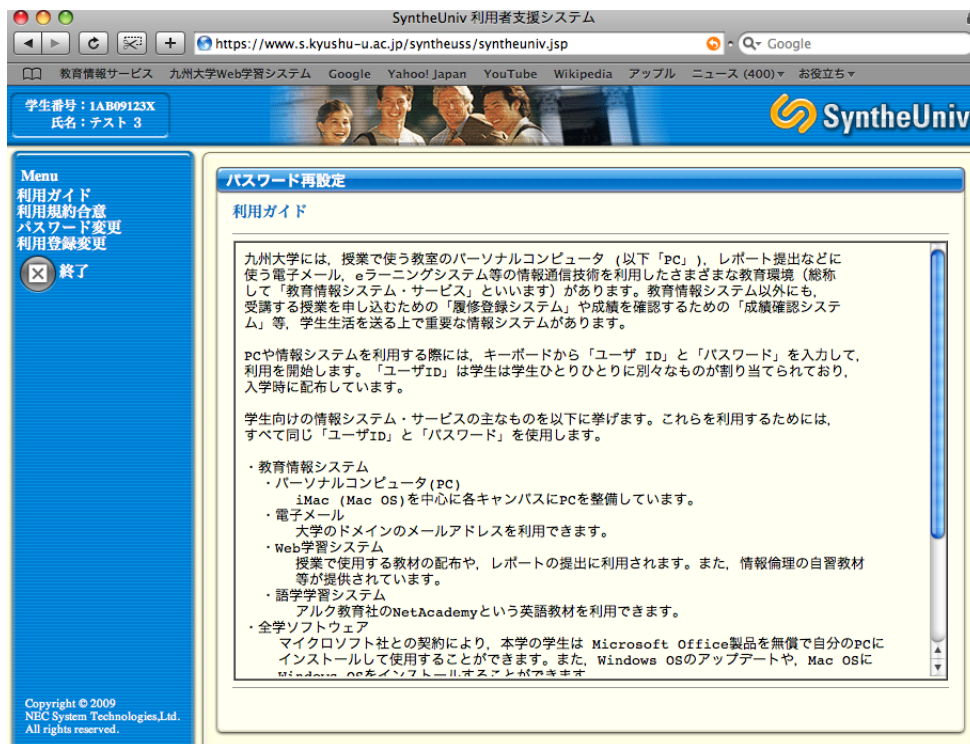 SyntheUniv 利用者支援システム
https://www.s.kyushu-u.ac.jp/syntheuss/syntheuniv.jsp
Google
教育情報サービス 九州大学Web学習システム Google Yahoo! Japan YouTube Wikipedia アップル ニュース (400)▾ お役立ち▾
学生番号：1AB09123X
氏名：テスト 3
SyntheUniv
Menu
利用ガイド
利用規約合意
パスワード変更
利用登録変更
終了
パスワード再設定
利用ガイド
九州大学には，授業で使う教室のパーソナルコンピュータ (以下「PC」)，レポート提出などに
使う電子メール，eラーニングシステム等の情報通信技術を利用したさまざまな教育環境（総称
して「教育情報システム・サービス」といいます）があります。教育情報システム以外にも，
受講する授業を申し込むための「履修登録システム」や成績を確認するための「成績確認システ
ム」等，学生生活を送る上で重要な情報システムがあります。
PCや情報システムを利用する際には，キーボードから「ユーザ ID」と「パスワード」を入力して，
利用を開始します。「ユーザID」は学生は学生ひとりひとりに別々なものが割り当てられており，
入学時に配布しています。
学生向けの情報システム・サービスの主なものを以下に挙げます。これらを利用するためには，
すべて同じ「ユーザID」と「パスワード」を使用します。
・教育情報システム
・パーソナルコンピュータ(PC)
iMac (Mac OS)を中心に各キャンパスにPCを整備しています。
・電子メール
大学のドメインのメールアドレスを利用できます。
・Web学習システム
授業で使用する教材の配布や，レポートの提出に利用されます。また，情報倫理の自習教材
等が提供されています。
・語学学習システム
アルク教育社のNetAcademyという英語教材を利用できます。
・全学ソフトウェア
マイクロソフト社との契約により，本学の学生は Microsoft Office製品を無償で自分のPCに
インストールして使用することができます。また，Windows OSのアップデートや，Mac OSに
Windows OSをインストールすることができます
Copyright © 2009
NEC System Technologies,Ltd.
All rights reserved.